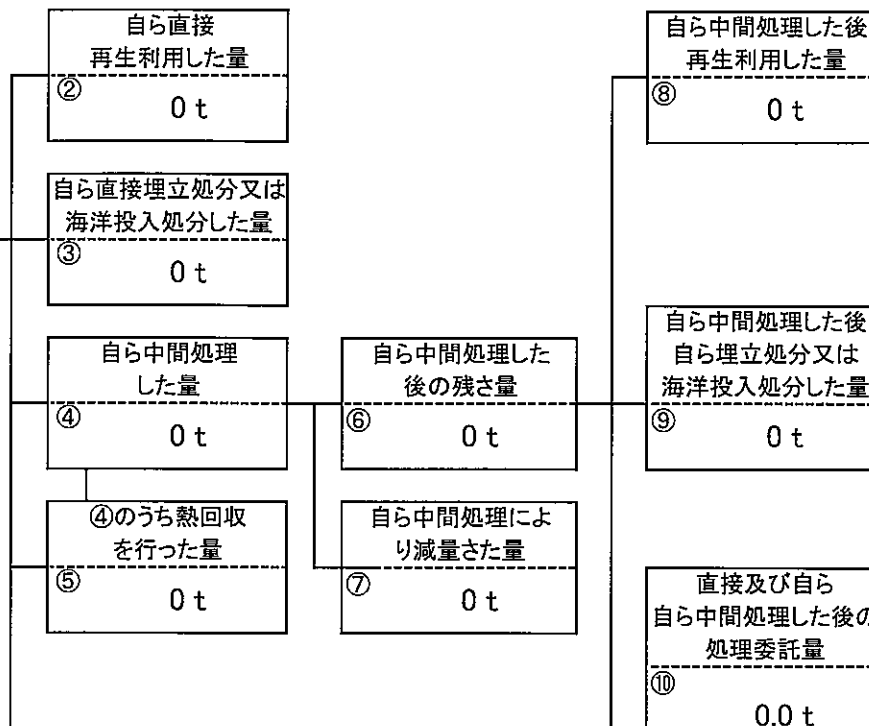 自ら直接
再生利用した量
②
0 t
自ら直接埋立処分又は
海洋投入処分した量
③
0 t
自ら中間処理
した量
④
0 t
④のうち熱回収
を行った量
⑤
0 t
自ら中間処理した
後の残さ量
⑥
0 t
自ら中間処理によ
り減量さた量
⑦
0 t
自ら中間処理した後
再生利用した量
⑧
0 t
自ら中間処理した後
自ら埋立処分又は
海洋投入処分した量
⑨
0 t
直接及び自ら
自ら中間処理した後の
処理委託量
⑩
0.0 t